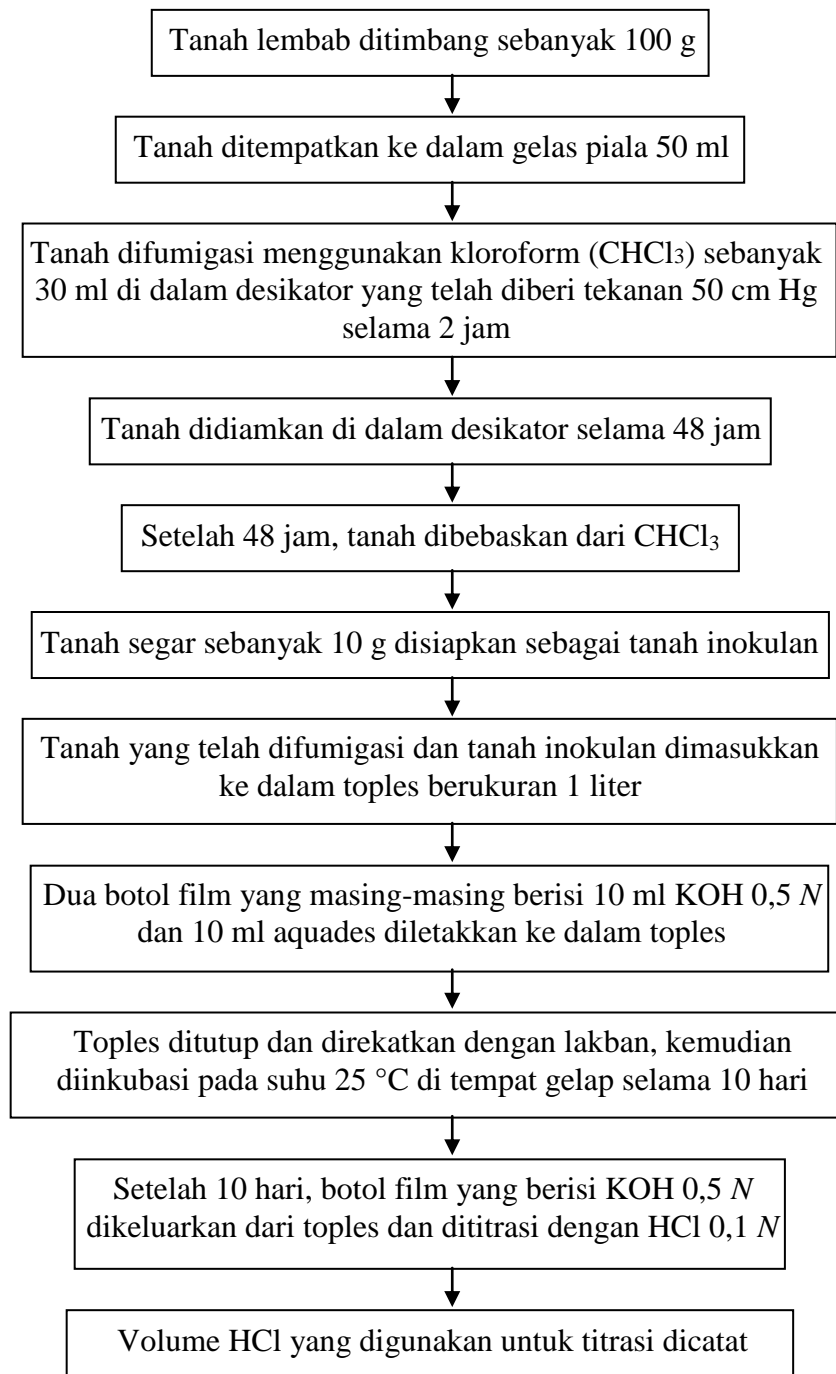 Tanah lembab ditimbang sebanyak 100 g
Tanah ditempatkan ke dalam gelas piala 50 ml
Tanah difumigasi menggunakan kloroform (CHCl₃) sebanyak
30 ml di dalam desikator yang telah diberi tekanan 50 cm Hg
selama 2 jam
Tanah didiamkan di dalam desikator selama 48 jam
Setelah 48 jam, tanah dibebaskan dari CHCl₃
Tanah segar sebanyak 10 g disiapkan sebagai tanah inokulan
Tanah yang telah difumigasi dan tanah inokulan dimasukkan
ke dalam toples berukuran 1 liter
Dua botol film yang masing-masing berisi 10 ml KOH 0,5 N
dan 10 ml aquades diletakkan ke dalam toples
Toples ditutup dan direkatkan dengan lakban, kemudian
diinkubasi pada suhu 25 °C di tempat gelap selama 10 hari
Setelah 10 hari, botol film yang berisi KOH 0,5 N
dikeluarkan dari toples dan dititrasi dengan HCl 0,1 N
Volume HCl yang digunakan untuk titrasi dicatat